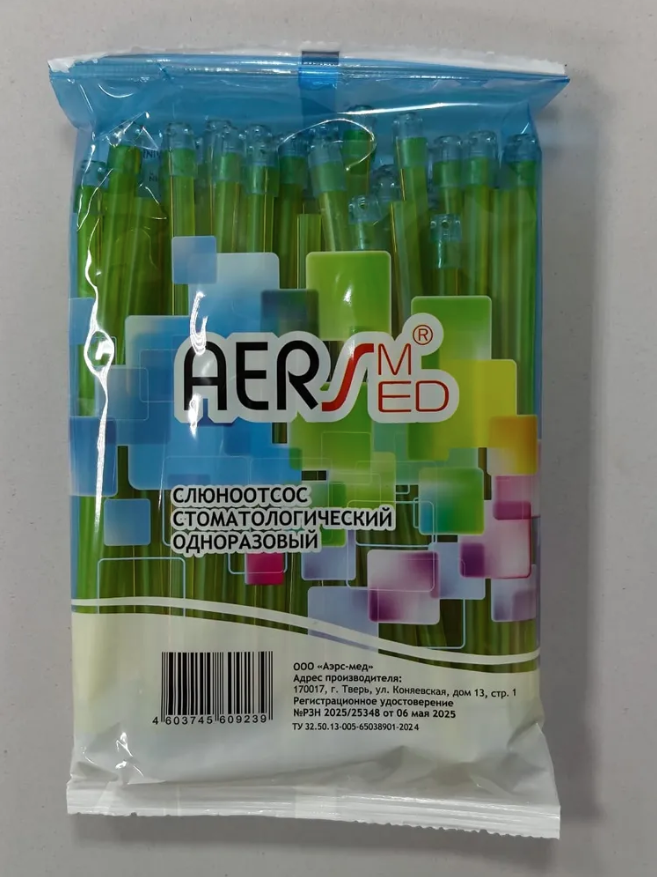 AERSMED®
СЛЮНООТСОС
СТОМАТОЛОГИЧЕСКИЙ
ОДНОРАЗОВЫЙ
ООО «Аэрс-мед»
Адрес производителя:
170017, г. Тверь, ул. Коняевская, дом 13, стр. 1
Регистрационное удостоверение
№РЗН 2025/25348 от 06 мая 2025
ТУ 32.50.13-005-65038901-2024
4 603745 609239